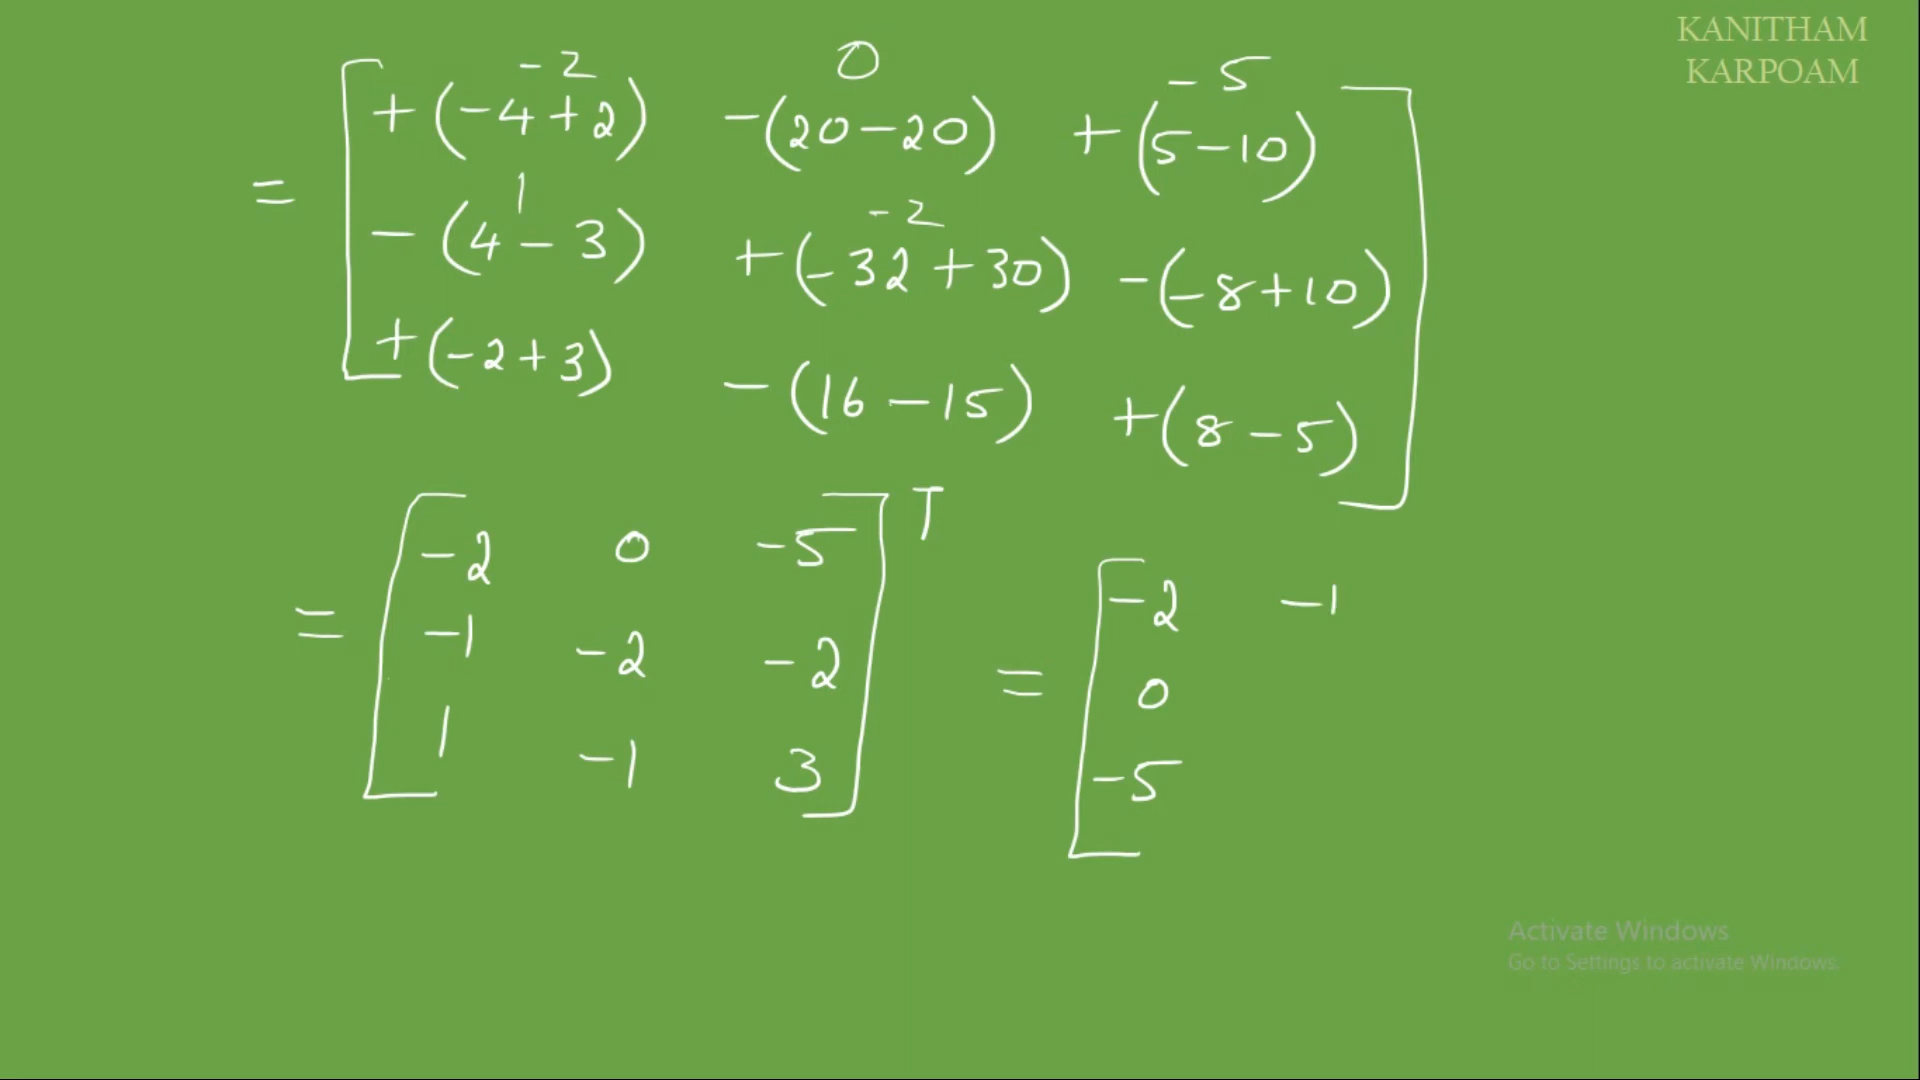 KANITHAM
KARPOAM
-2 0 -5
+(-4+2) -(20-20) +(5-10)
1 -2
= -(4-3) +(-32+30) -(-8+10)
+(-2+3) -(16-15) +(8-5)
T
-2 0 -5
= -1 -2 -2
1 -1 3
-2 -1
= 0
-5
Activate Windows
Go to Settings to activate Windows.